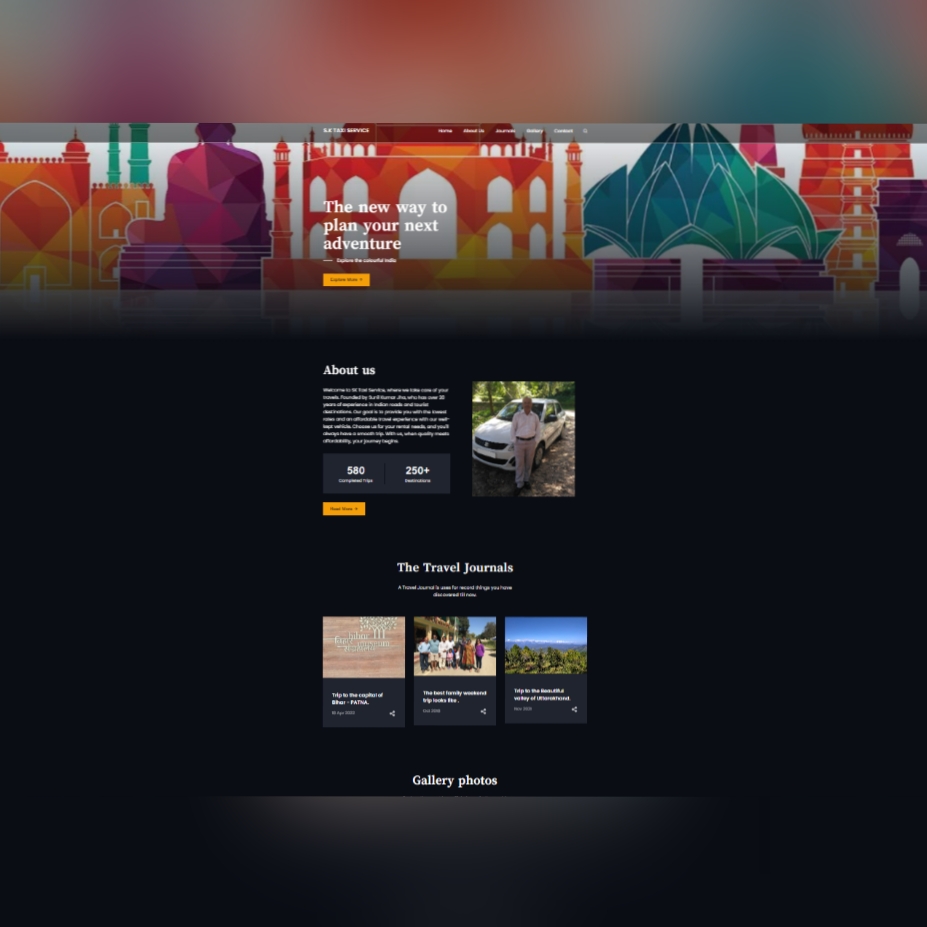 S.K TAXI SERVICE
Home About Us Journals Gallery Contact
The new way to
plan your next
adventure
Explore the colourful India
Explore More
About us
Welcome to SK Taxi Service, where we take care of your
travels. Founded by Sunil Kumar Jha, who has over 20
years of experience in Indian roads and tourist
destinations. Our goal is to provide you with the lowest
rates and an affordable travel experience with our well-
kept vehicle. Choose us for your rental needs, and you'll
always have a smooth trip. With us, when quality meets
affordability, your journey begins.
580 250+
Completed Trips Destinations
Read More
The Travel Journals
A Travel Journal is uses for record things you have
discovered till now.
bihar
museum
Trip to the capital of
Bihar - PATNA.
The best family weekend
trip looks like .
Trip to the Beautiful
valley of Uttarakhand.
Gallery photos